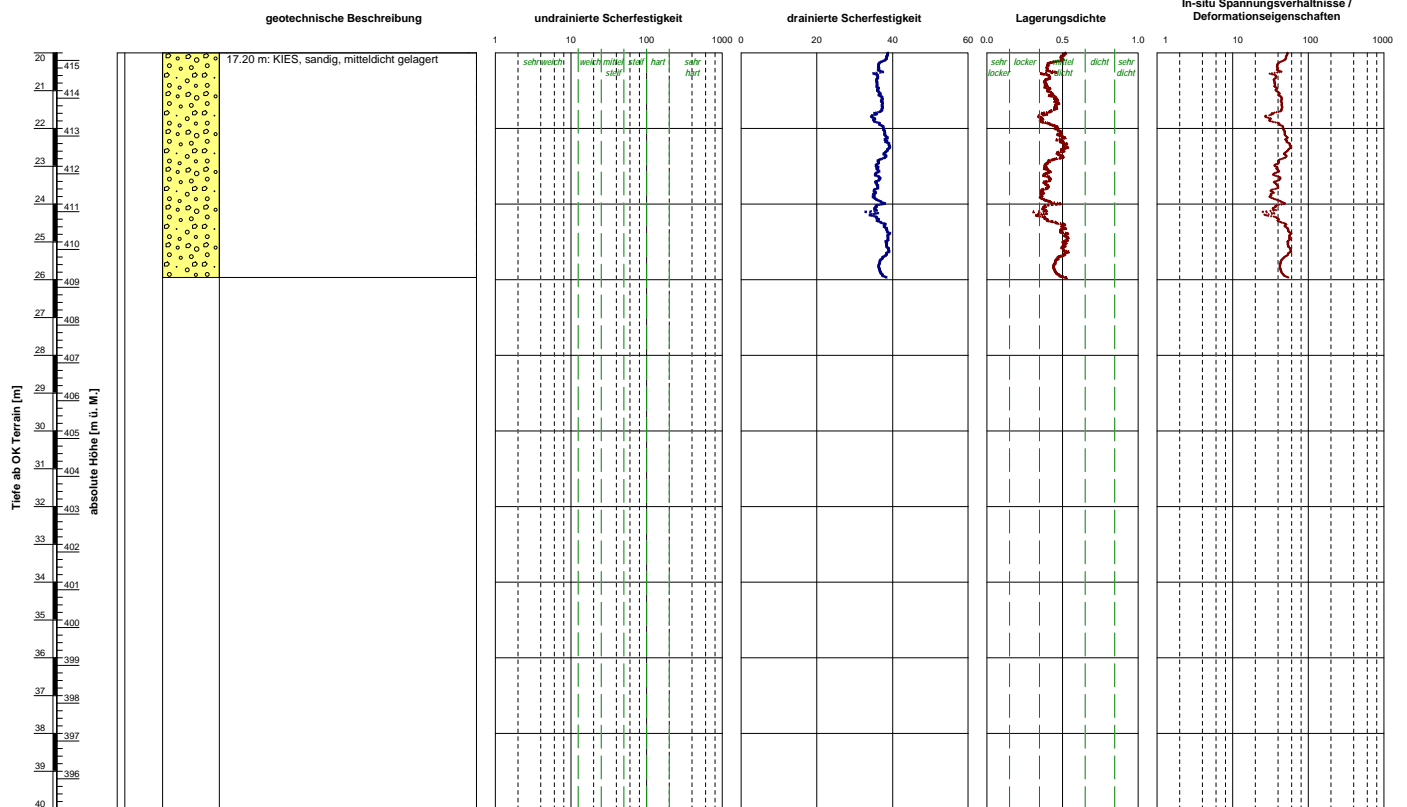 In-situ Spannungsverhältnisse /
geotechnische Beschreibung undrainierte Scherfestigkeit drainierte Scherfestigkeit Lagerungsdichte Deformationseigenschaften
1 10 100 1000 0 20 40 60 0.0 0.5 1.0 1 10 100 1000
17.20 m: KIES, sandig, mitteldicht gelagert
sehr weich weich mittel steif steif hart sehr hart
sehr locker locker mittel dicht dicht sehr dicht
Tiefe ab OK Terrain [m]
absolute Höhe [m ü. M.]
20 415
21 414
22 413
23 412
24 411
25 410
26 409
27 408
28 407
29 406
30 405
31 404
32 403
33 402
34 401
35 400
36 399
37 398
38 397
39 396
40